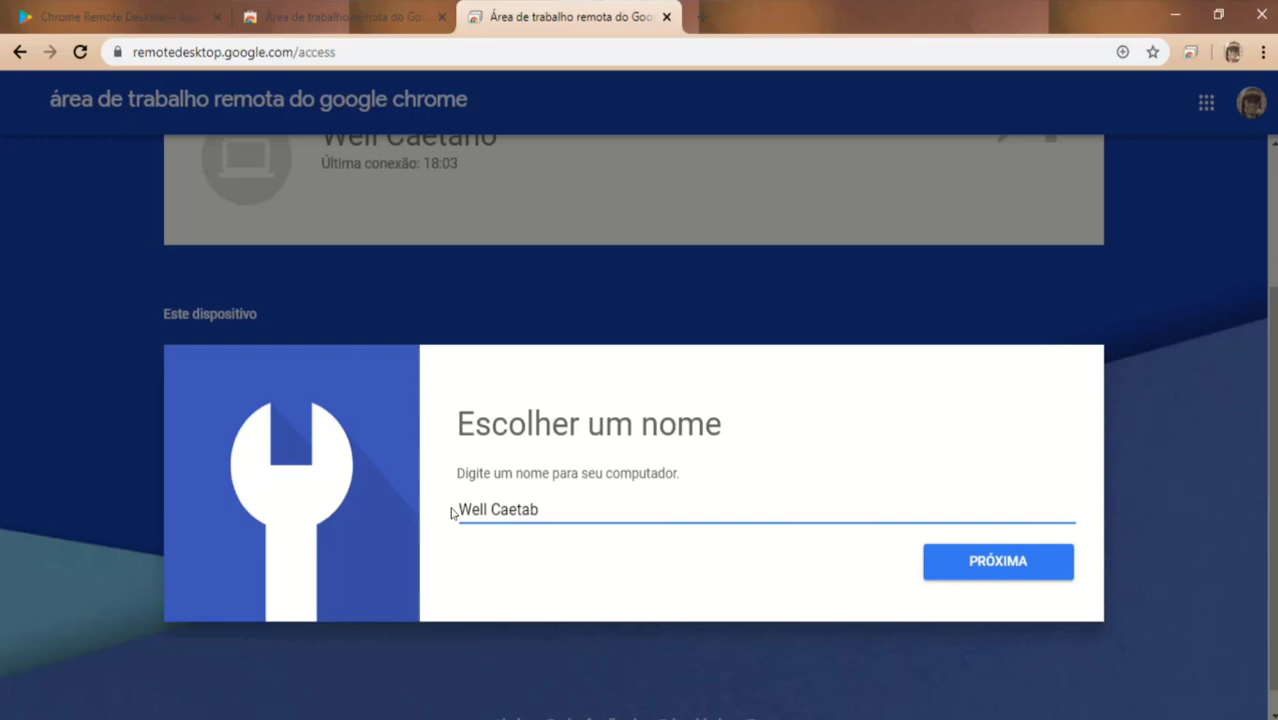 Chrome Remote Desktop – 
Área de trabalho remota do Go
Área de trabalho remota do Goo
remotedesktop.google.com/access
área de trabalho remota do google chrome
Well Caetano
Última conexão: 18:03
Este dispositivo
Escolher um nome
Digite um nome para seu computador.
Well Caetab
PRÓXIMA